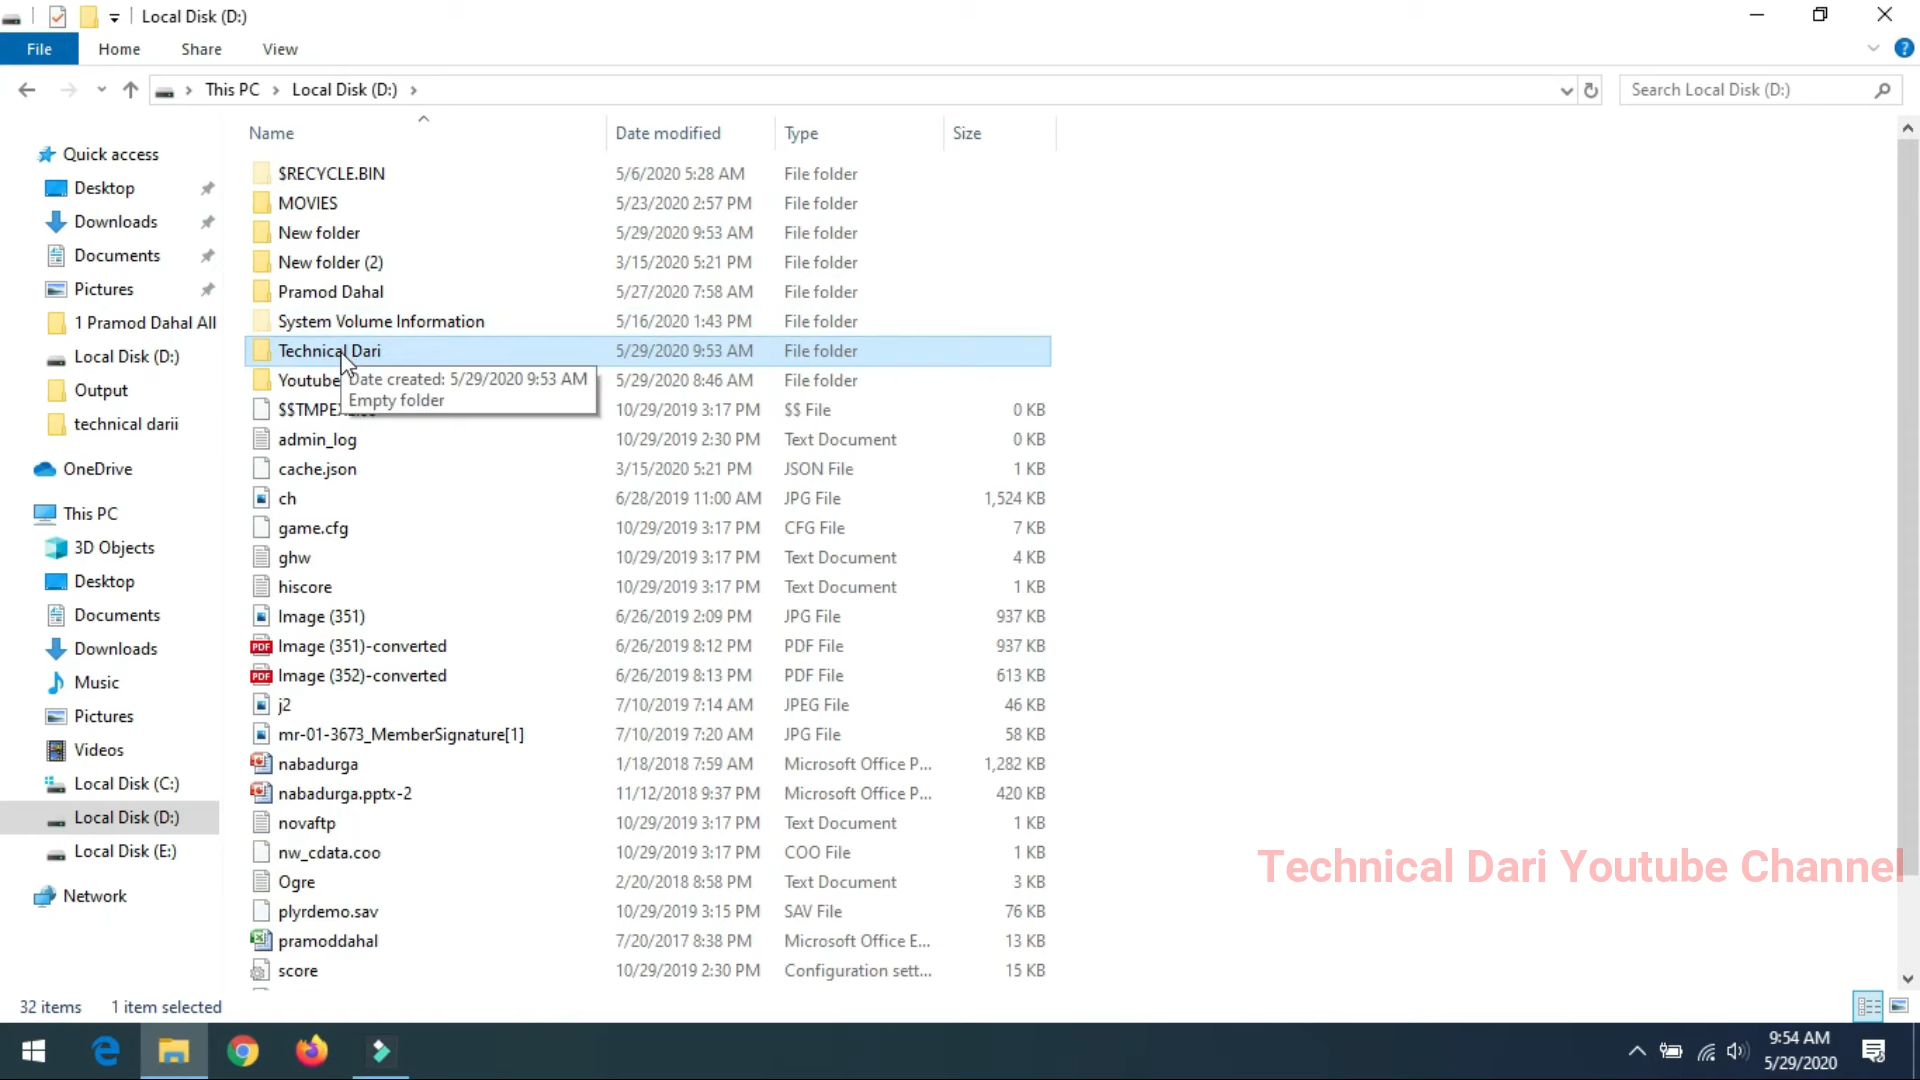 Local Disk (D:)
File Home Share View
This PC Local Disk (D:) Search Local Disk (D:)
Name Date modified Type Size
Quick access
Desktop
Downloads
Documents
Pictures
1 Pramod Dahal All
Local Disk (D:)
Output
technical darii
OneDrive
This PC
3D Objects
Desktop
Documents
Downloads
Music
Pictures
Videos
Local Disk (C:)
Local Disk (D:)
Local Disk (E:)
Network
$RECYCLE.BIN 5/6/2020 5:28 AM File folder
MOVIES 5/23/2020 2:57 PM File folder
New folder 5/29/2020 9:53 AM File folder
New folder (2) 3/15/2020 5:21 PM File folder
Pramod Dahal 5/27/2020 7:58 AM File folder
System Volume Information 5/16/2020 1:43 PM File folder
Technical Dari 5/29/2020 9:53 AM File folder
Youtube 5/29/2020 8:46 AM File folder
Date created: 5/29/2020 9:53 AM
Empty folder
10/29/2019 3:17 PM $$ File 0 KB
admin_log 10/29/2019 2:30 PM Text Document 0 KB
cache.json 3/15/2020 5:21 PM JSON File 1 KB
ch 6/28/2019 11:00 AM JPG File 1,524 KB
game.cfg 10/29/2019 3:17 PM CFG File 7 KB
ghw 10/29/2019 3:17 PM Text Document 4 KB
hiscore 10/29/2019 3:17 PM Text Document 1 KB
Image (351) 6/26/2019 2:09 PM JPG File 937 KB
PDF Image (351)-converted 6/26/2019 8:12 PM PDF File 937 KB
PDF Image (352)-converted 6/26/2019 8:13 PM PDF File 613 KB
j2 7/10/2019 7:14 AM JPEG File 46 KB
mr-01-3673_MemberSignature[1] 7/10/2019 7:20 AM JPG File 58 KB
nabadurga 1/18/2018 7:59 AM Microsoft Office P... 1,282 KB
nabadurga.pptx-2 11/12/2018 9:37 PM Microsoft Office P... 420 KB
novaftp 10/29/2019 3:17 PM Text Document 1 KB
nw_cdata.coo 10/29/2019 3:17 PM COO File 1 KB
Ogre 2/20/2018 8:58 PM Text Document 3 KB
plyrdemo.sav 10/29/2019 3:15 PM SAV File 76 KB
pramoddahal 7/20/2017 8:38 PM Microsoft Office E... 13 KB
score 10/29/2019 2:30 PM Configuration sett... 15 KB
Technical Dari Youtube Channel
32 items 1 item selected
9:54 AM
5/29/2020